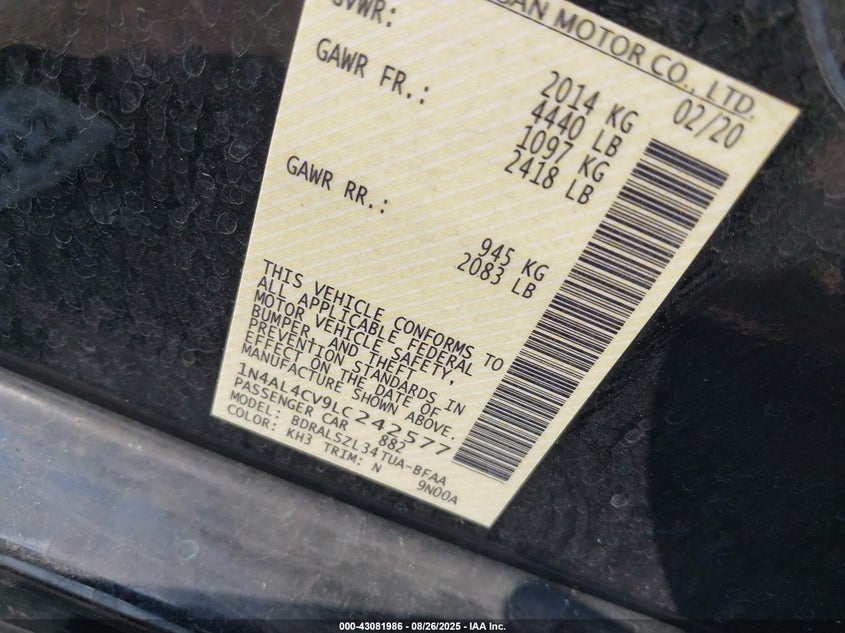 SSAN MOTOR CO., LTD.
GVWR: 2014 KG 02/20
4440 LB
GAWR FR.: 1097 KG
2418 LB
GAWR RR.: 945 KG
2083 LB
THIS VEHICLE CONFORMS TO
ALL APPLICABLE FEDERAL
MOTOR VEHICLE SAFETY,
BUMPER, AND THEFT
PREVENTION STANDARDS IN
EFFECT ON THE DATE OF
MANUFACTURE SHOWN ABOVE.
1N4AL4CV9LC242577
PASSENGER CAR 882
MODEL: BDRALSZL34TUA-BFAA
COLOR: KH3 TRIM: N 9N00A
000-43081986 - 08/26/2025 - IAA Inc.